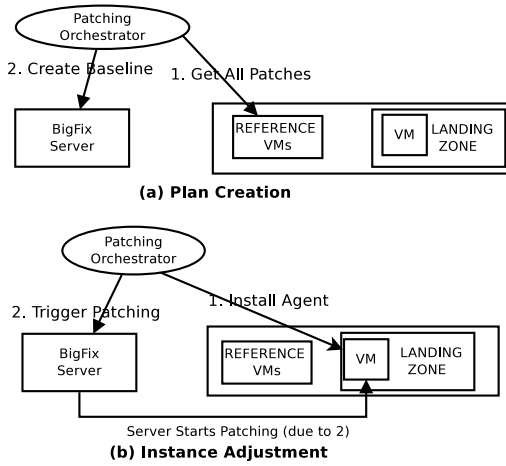 Patching
Orchestrator
2. Create Baseline
1. Get All Patches
BigFix
Server
REFERENCE
VMs
VM
LANDING
ZONE
(a) Plan Creation
Patching
Orchestrator
2. Trigger Patching
1. Install Agent
BigFix
Server
REFERENCE
VMs
VM
LANDING
ZONE
Server Starts Patching (due to 2)
(b) Instance Adjustment